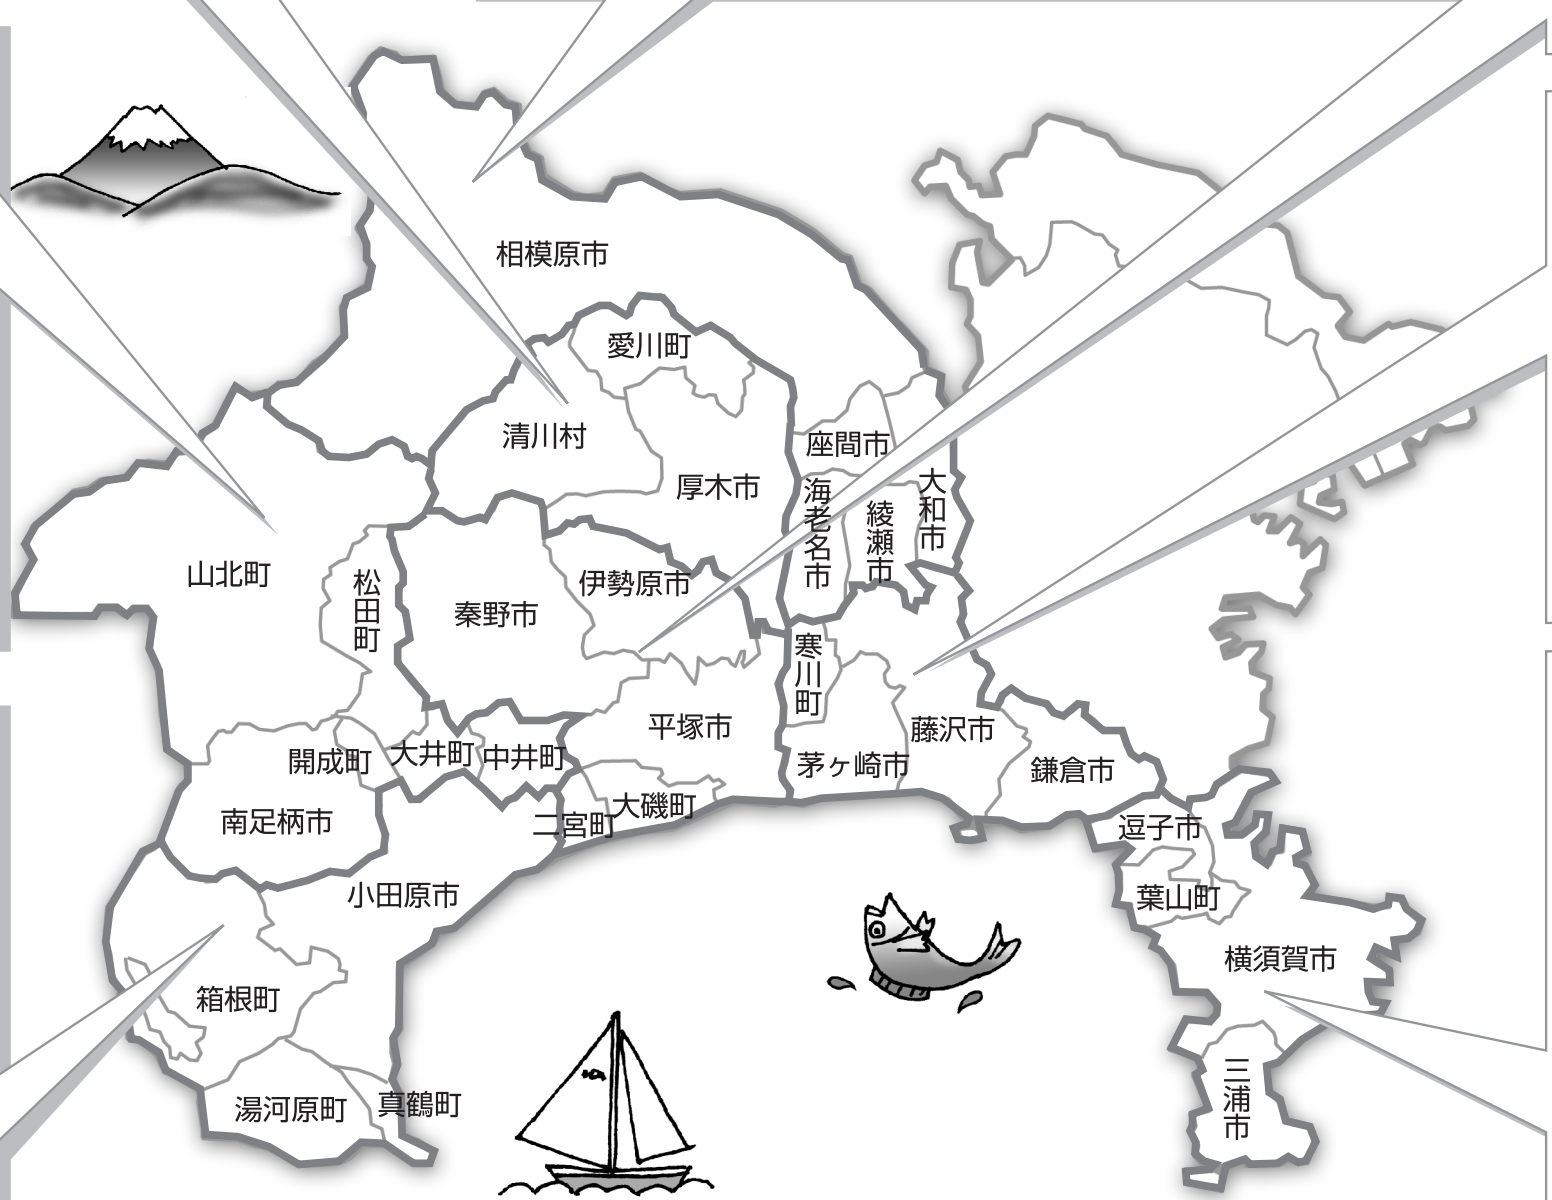 相模原市
愛川町
清川村
厚木市
座間市
海老名市
綾瀬市
大和市
山北町
松田町
秦野市
伊勢原市
寒川町
平塚市
藤沢市
茅ヶ崎市
鎌倉市
開成町
大井町
中井町
南足柄市
二宮町
大磯町
逗子市
小田原市
葉山町
横須賀市
箱根町
湯河原町
真鶴町
三浦市